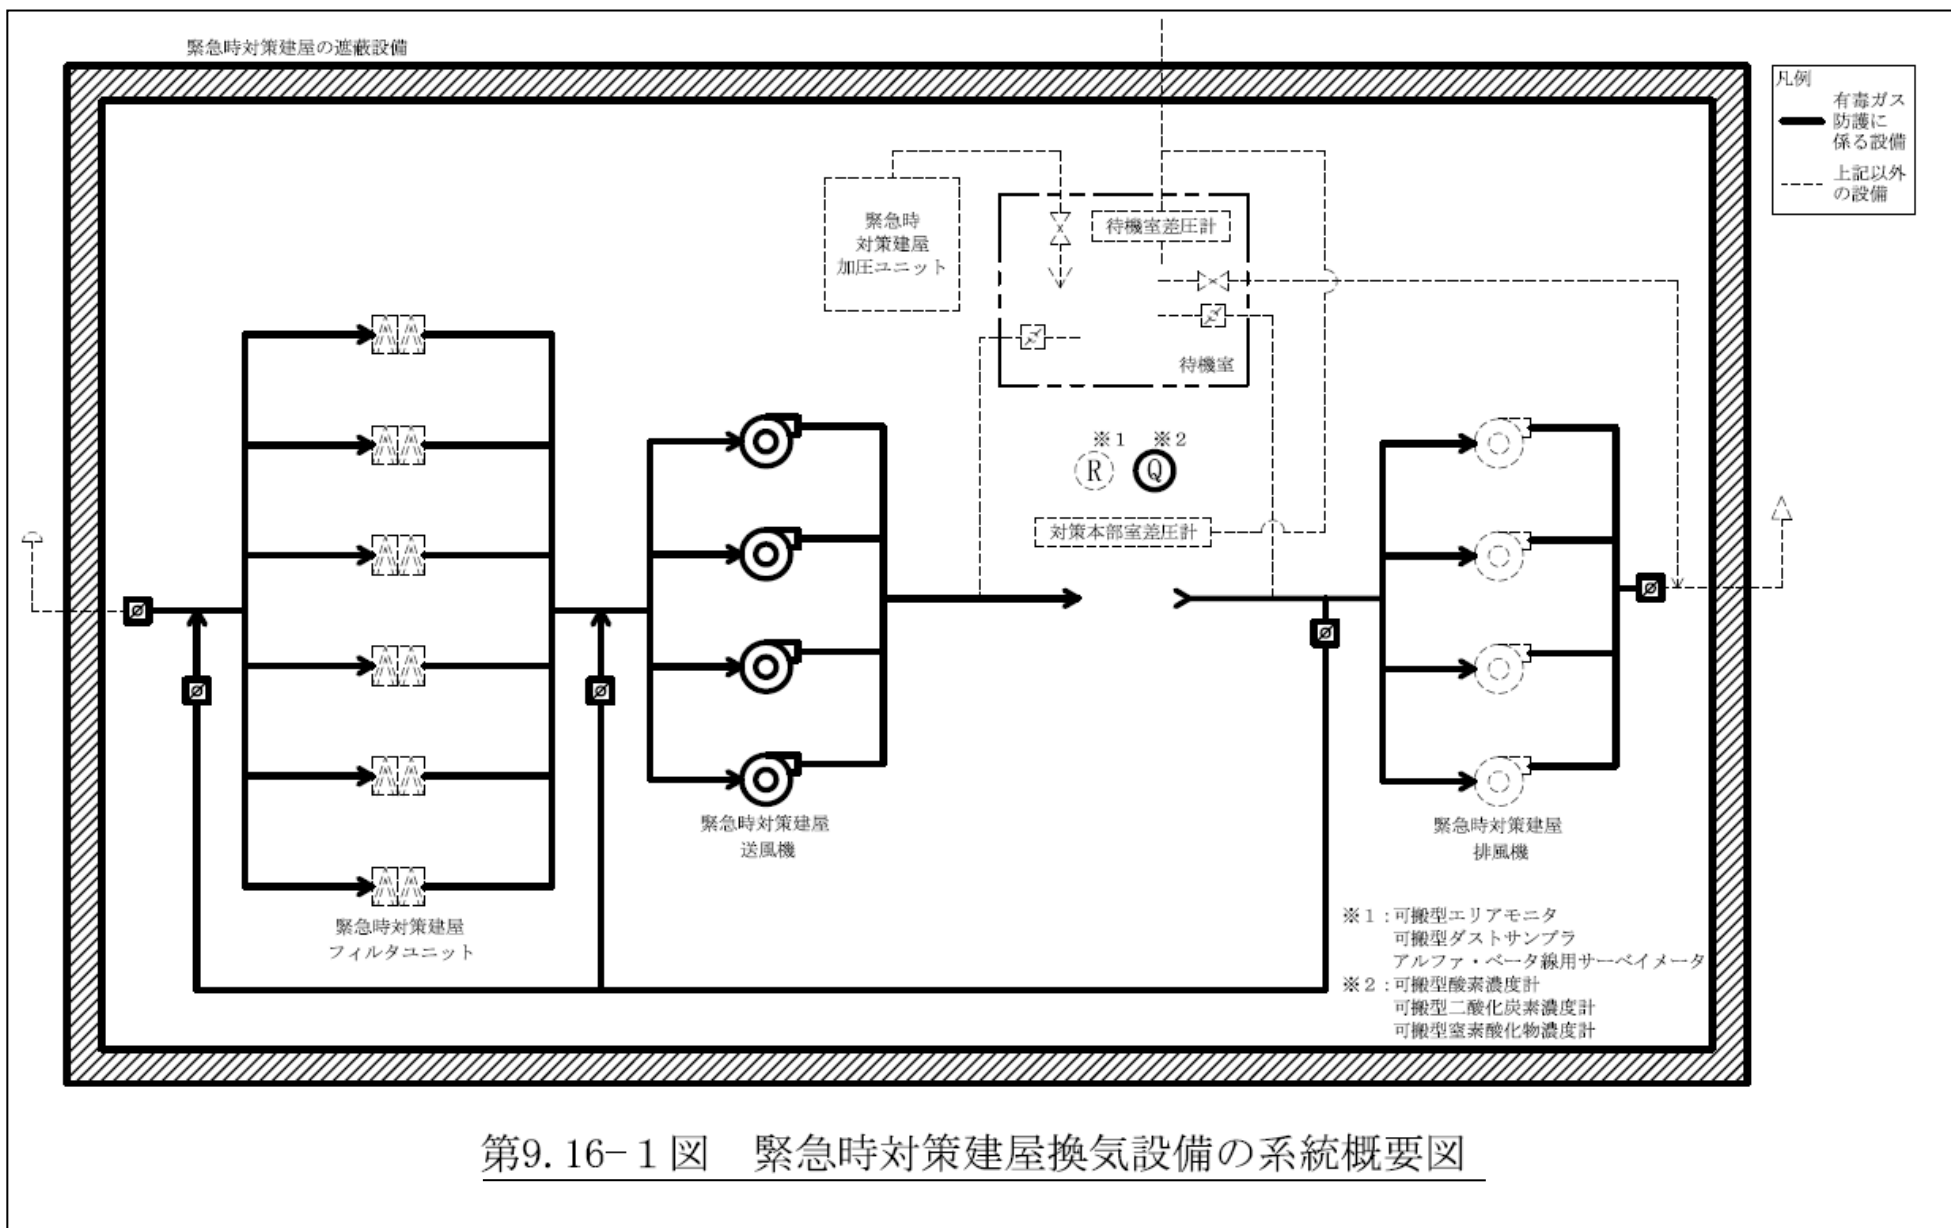 緊急時対策建屋の遮蔽設備
凡例
有毒ガス
防護に
係る設備
上記以外
の設備
緊急時
対策建屋
加圧ユニット
待機室差圧計
待機室
※1 ※2
R Q
対策本部室差圧計
緊急時対策建屋
送風機
緊急時対策建屋
排風機
緊急時対策建屋
フィルタユニット
※1:可搬型エリアモニタ
可搬型ダストサンプラ
アルファ・ベータ線用サーベイメータ
※2:可搬型酸素濃度計
可搬型二酸化炭素濃度計
可搬型窒素酸化物濃度計
第9.16-1図 緊急時対策建屋換気設備の系統概要図